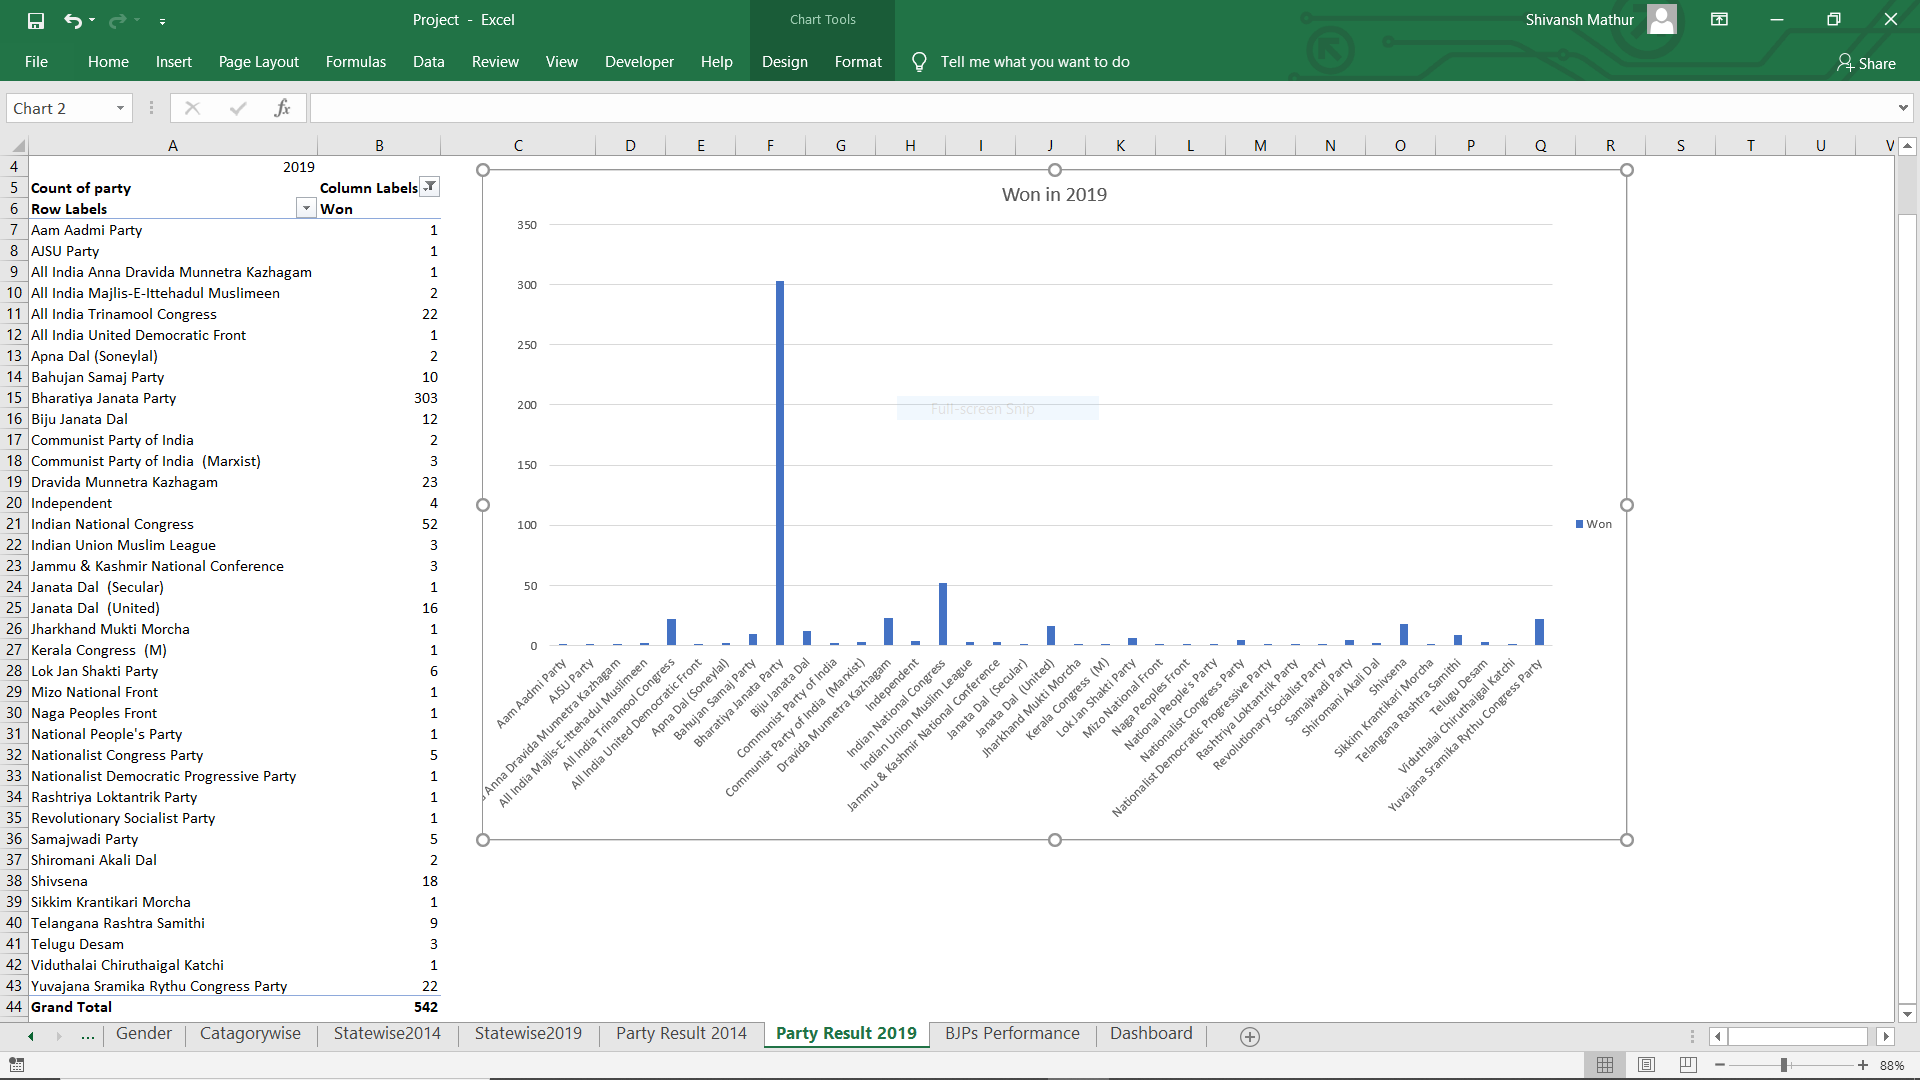 Project - Excel
Chart Tools
Shivansh Mathur
File Home Insert Page Layout Formulas Data Review View Developer Help Design Format Tell me what you want to do Share
Chart 2 fx
A B C D E F G H I J K L M N O P Q R S T U V
4 2019
5 Count of party Column Labels
6 Row Labels Won
7 Aam Aadmi Party 1
8 AJSU Party 1
9 All India Anna Dravida Munnetra Kazhagam 1
10 All India Majlis-E-Ittehadul Muslimeen 2
11 All India Trinamool Congress 22
12 All India United Democratic Front 1
13 Apna Dal (Soneylal) 2
14 Bahujan Samaj Party 10
15 Bharatiya Janata Party 303
16 Biju Janata Dal 12
17 Communist Party of India 2
18 Communist Party of India (Marxist) 3
19 Dravida Munnetra Kazhagam 23
20 Independent 4
21 Indian National Congress 52
22 Indian Union Muslim League 3
23 Jammu & Kashmir National Conference 3
24 Janata Dal (Secular) 1
25 Janata Dal (United) 16
26 Jharkhand Mukti Morcha 1
27 Kerala Congress (M) 1
28 Lok Jan Shakti Party 6
29 Mizo National Front 1
30 Naga Peoples Front 1
31 National People's Party 1
32 Nationalist Congress Party 5
33 Nationalist Democratic Progressive Party 1
34 Rashtriya Loktantrik Party 1
35 Revolutionary Socialist Party 1
36 Samajwadi Party 5
37 Shiromani Akali Dal 2
38 Shivsena 18
39 Sikkim Krantikari Morcha 1
40 Telangana Rashtra Samithi 9
41 Telugu Desam 3
42 Viduthalai Chiruthaigal Katchi 1
43 Yuvajana Sramika Rythu Congress Party 22
44 Grand Total 542
Won in 2019
350
300
250
200
150
100
50
0
Full-screen Snip
Won
Aam Aadmi Party
AJSU Party
Anna Dravida Munnetra Kazhagam
All India Majlis-E-Ittehadul Muslimeen
All India Trinamool Congress
All India United Democratic Front
Apna Dal (Soneylal)
Bahujan Samaj Party
Bharatiya Janata Party
Biju Janata Dal
Communist Party of India
Communist Party of India (Marxist)
Dravida Munnetra Kazhagam
Independent
Indian National Congress
Indian Union Muslim League
Jammu & Kashmir National Conference
Janata Dal (Secular)
Janata Dal (United)
Jharkhand Mukti Morcha
Kerala Congress (M)
Lok Jan Shakti Party
Mizo National Front
Naga Peoples Front
National People's Party
Nationalist Congress Party
Nationalist Democratic Progressive Party
Rashtriya Loktantrik Party
Revolutionary Socialist Party
Samajwadi Party
Shiromani Akali Dal
Shivsena
Sikkim Krantikari Morcha
Telangana Rashtra Samithi
Telugu Desam
Viduthalai Chiruthaigal Katchi
Yuvajana Sramika Rythu Congress Party
... Gender Catagorywise Statewise2014 Statewise2019 Party Result 2014 Party Result 2019 BJPs Performance Dashboard
88%